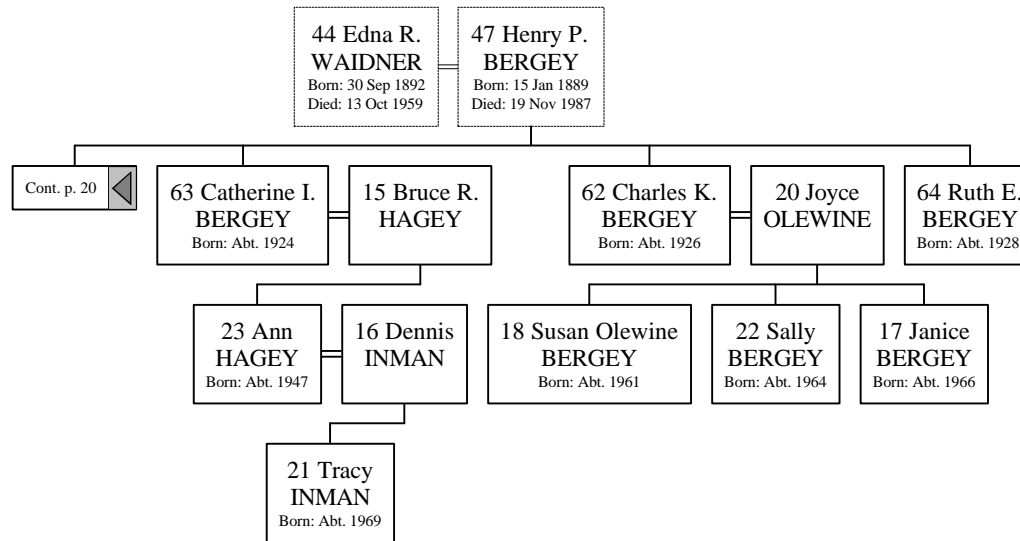 44 Edna R.
WAIDNER
Born: 30 Sep 1892
Died: 13 Oct 1959
47 Henry P.
BERGEY
Born: 15 Jan 1889
Died: 19 Nov 1987
Cont. p. 20
63 Catherine I.
BERGEY
Born: Abt. 1924
15 Bruce R.
HAGEY
62 Charles K.
BERGEY
Born: Abt. 1926
20 Joyce
OLEWINE
64 Ruth E.
BERGEY
Born: Abt. 1928
23 Ann
HAGEY
Born: Abt. 1947
16 Dennis
INMAN
18 Susan Olewine
BERGEY
Born: Abt. 1961
22 Sally
BERGEY
Born: Abt. 1964
17 Janice
BERGEY
Born: Abt. 1966
21 Tracy
INMAN
Born: Abt. 1969